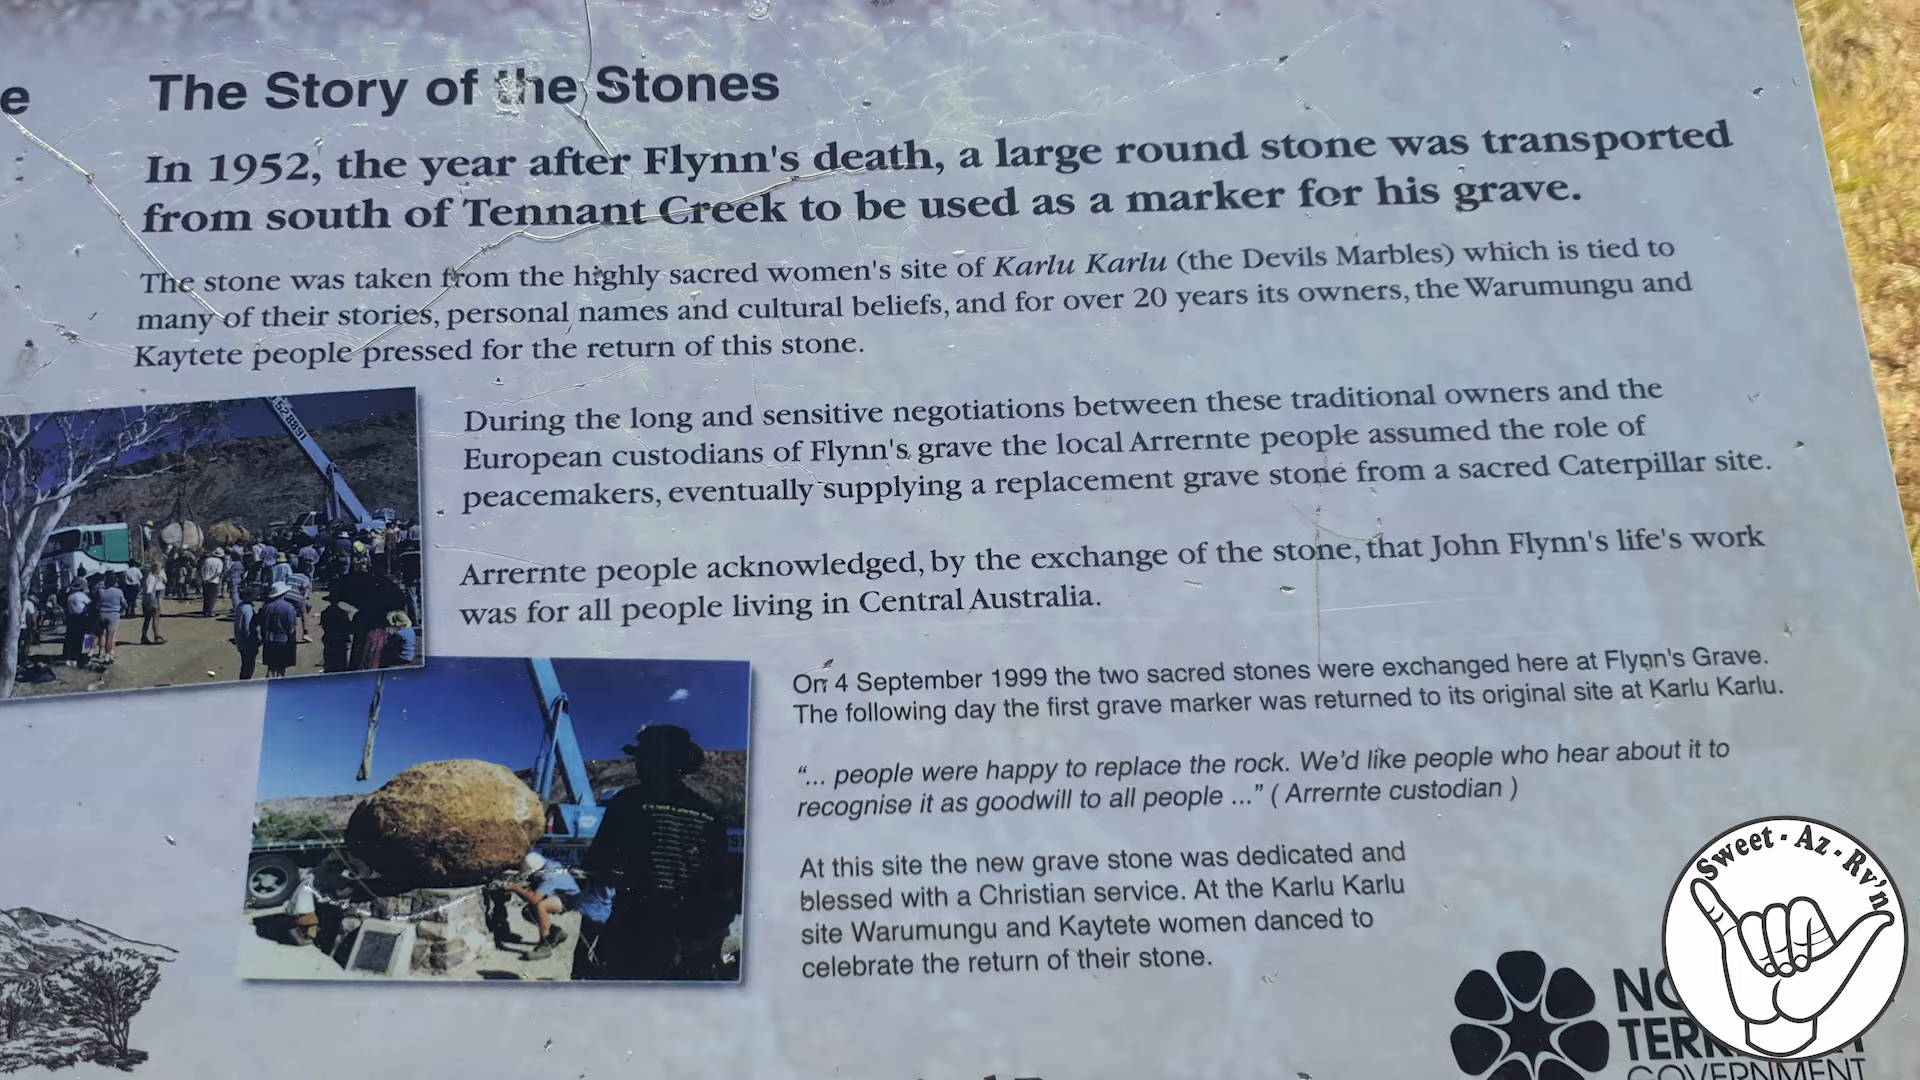 e
The Story of the Stones
In 1952, the year after Flynn's death, a large round stone was transported
from south of Tennant Creek to be used as a marker for his grave.
The stone was taken from the highly sacred women's site of Karlu Karlu (the Devils Marbles) which is tied to
many of their stories, personal names and cultural beliefs, and for over 20 years its owners, the Warumungu and
Kaytete people pressed for the return of this stone.
During the long and sensitive negotiations between these traditional owners and the
European custodians of Flynn's grave the local Arrernte people assumed the role of
peacemakers, eventually supplying a replacement grave stone from a sacred Caterpillar site.
Arrernte people acknowledged, by the exchange of the stone, that John Flynn's life's work
was for all people living in Central Australia.
On 4 September 1999 the two sacred stones were exchanged here at Flynn's Grave.
The following day the first grave marker was returned to its original site at Karlu Karlu.
“... people were happy to replace the rock. We'd like people who hear about it to
recognise it as goodwill to all people ...” ( Arrernte custodian )
At this site the new grave stone was dedicated and
blessed with a Christian service. At the Karlu Karlu
site Warumungu and Kaytete women danced to
celebrate the return of their stone.
Sweet-Az-Rv'n
NO
TERR
GOVERNMENT